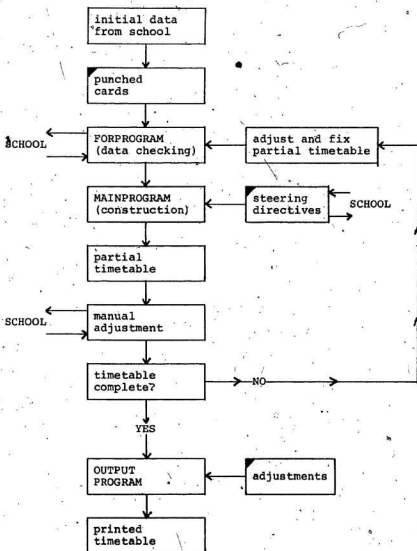 initial data
from school
punched
cards
SCHOOL
FORPROGRAM
(data checking)
adjust and fix
partial timetable
MAINPROGRAM
(construction)
steering
directives
SCHOOL
partial
timetable
SCHOOL
manual
adjustment
timetable
complete?
NO
YES
OUTPUT
PROGRAM
adjustments
printed
timetable